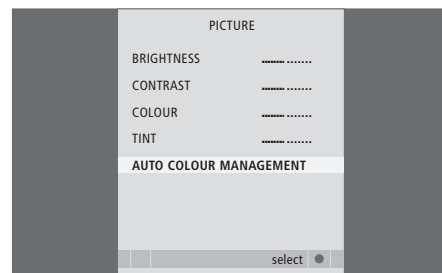 PICTURE
BRIGHTNESS ..............
CONTRAST ..............
COLOUR ..............
TINT ..............
AUTO COLOUR MANAGEMENT
select